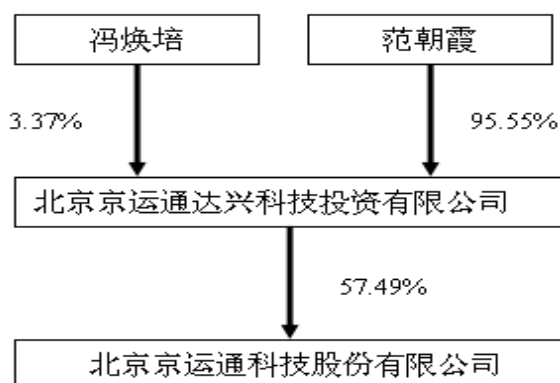 冯焕培
范朝霞
3.37%
95.55%
北京京运通达兴科技投资有限公司
57.49%
北京京运通科技股份有限公司